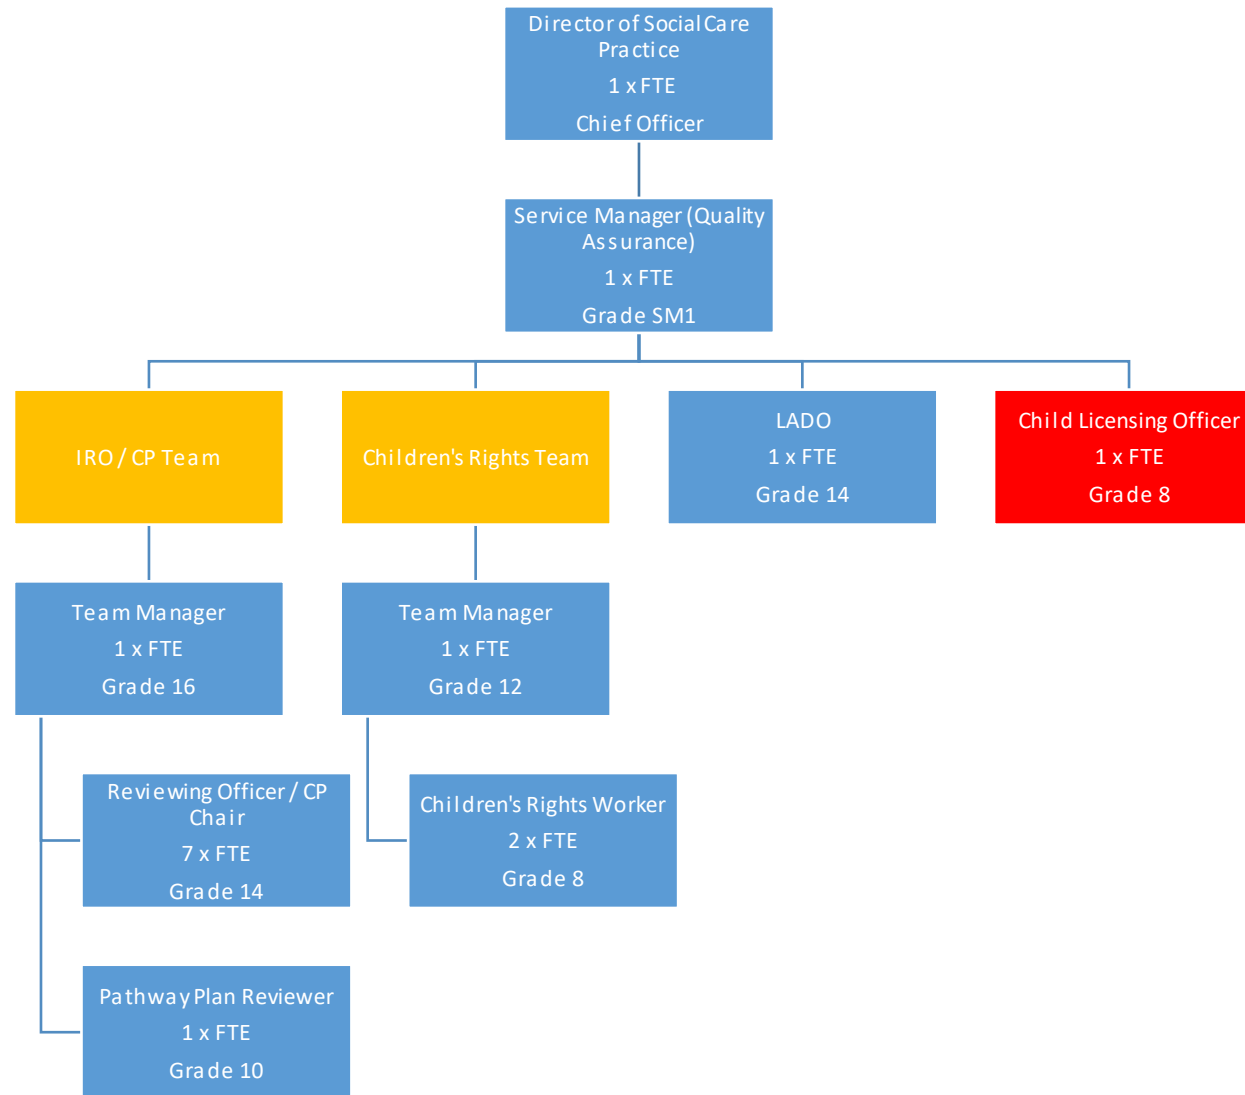 Director of Social Care
Practice
1 x FTE
Chief Officer
Service Manager (Quality
Assurance)
1 x FTE
Grade SM1
IRO / CP Team
Children's Rights Team
LADO
1 x FTE
Grade 14
Child Licensing Officer
1 x FTE
Grade 8
Team Manager
1 x FTE
Grade 16
Team Manager
1 x FTE
Grade 12
Reviewing Officer / CP
Chair
7 x FTE
Grade 14
Children's Rights Worker
2 x FTE
Grade 8
Pathway Plan Reviewer
1 x FTE
Grade 10